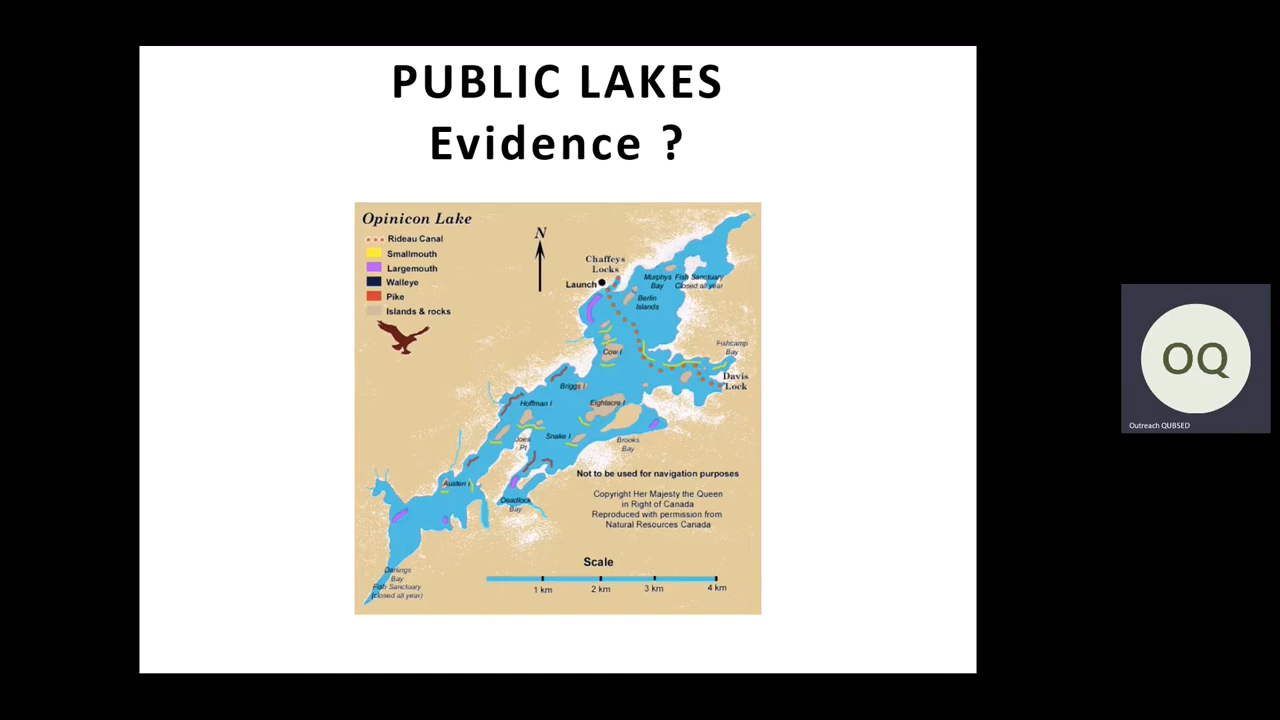 PUBLIC LAKES
Evidence ?
Opinicon Lake
Rideau Canal
Smallmouth
Largemouth
Walleye
Pike
Islands & rocks
N
Chaffeys
Locks
Launch
Murphys
Bay
Fish Sanctuary
Closed all year
Berlin
Islands
Cow I
Fishcamp
Bay
Davis
Lock
Briggs I
Hoffman I
Eightacre I
Snake I
Joes
Pt
Brooks
Bay
Austen I
Deadlock
Bay
Not to be used for navigation purposes
Copyright Her Majesty the Queen
in Right of Canada
Reproduced with permission from
Natural Resources Canada
Darlings
Bay
Fish Sanctuary
(closed all year)
Scale
1 km
2 km
3 km
4 km
OQ
Outreach QUBSED